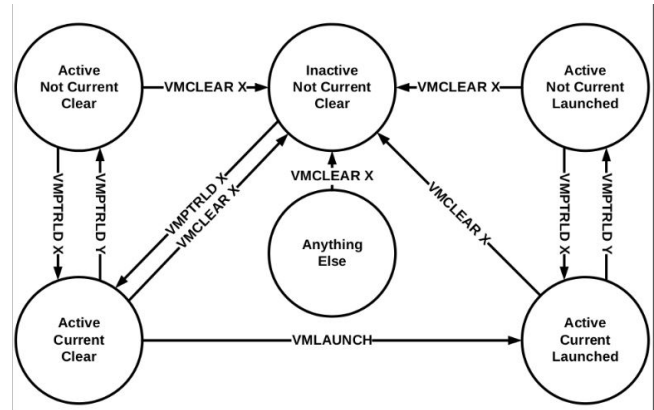 Active
Not Current
Clear
VMCLEAR X
Inactive
Not Current
Clear
VMCLEAR X
Active
Not Current
Launched
VMPTRLD X
VMPTRLD Y
VMPTRLD X
VMCLEAR X
VMCLEAR X
Anything
Else
VMCLEAR X
VMPTRLD X
VMPTRLD Y
Active
Current
Clear
VMLAUNCH
Active
Current
Launched